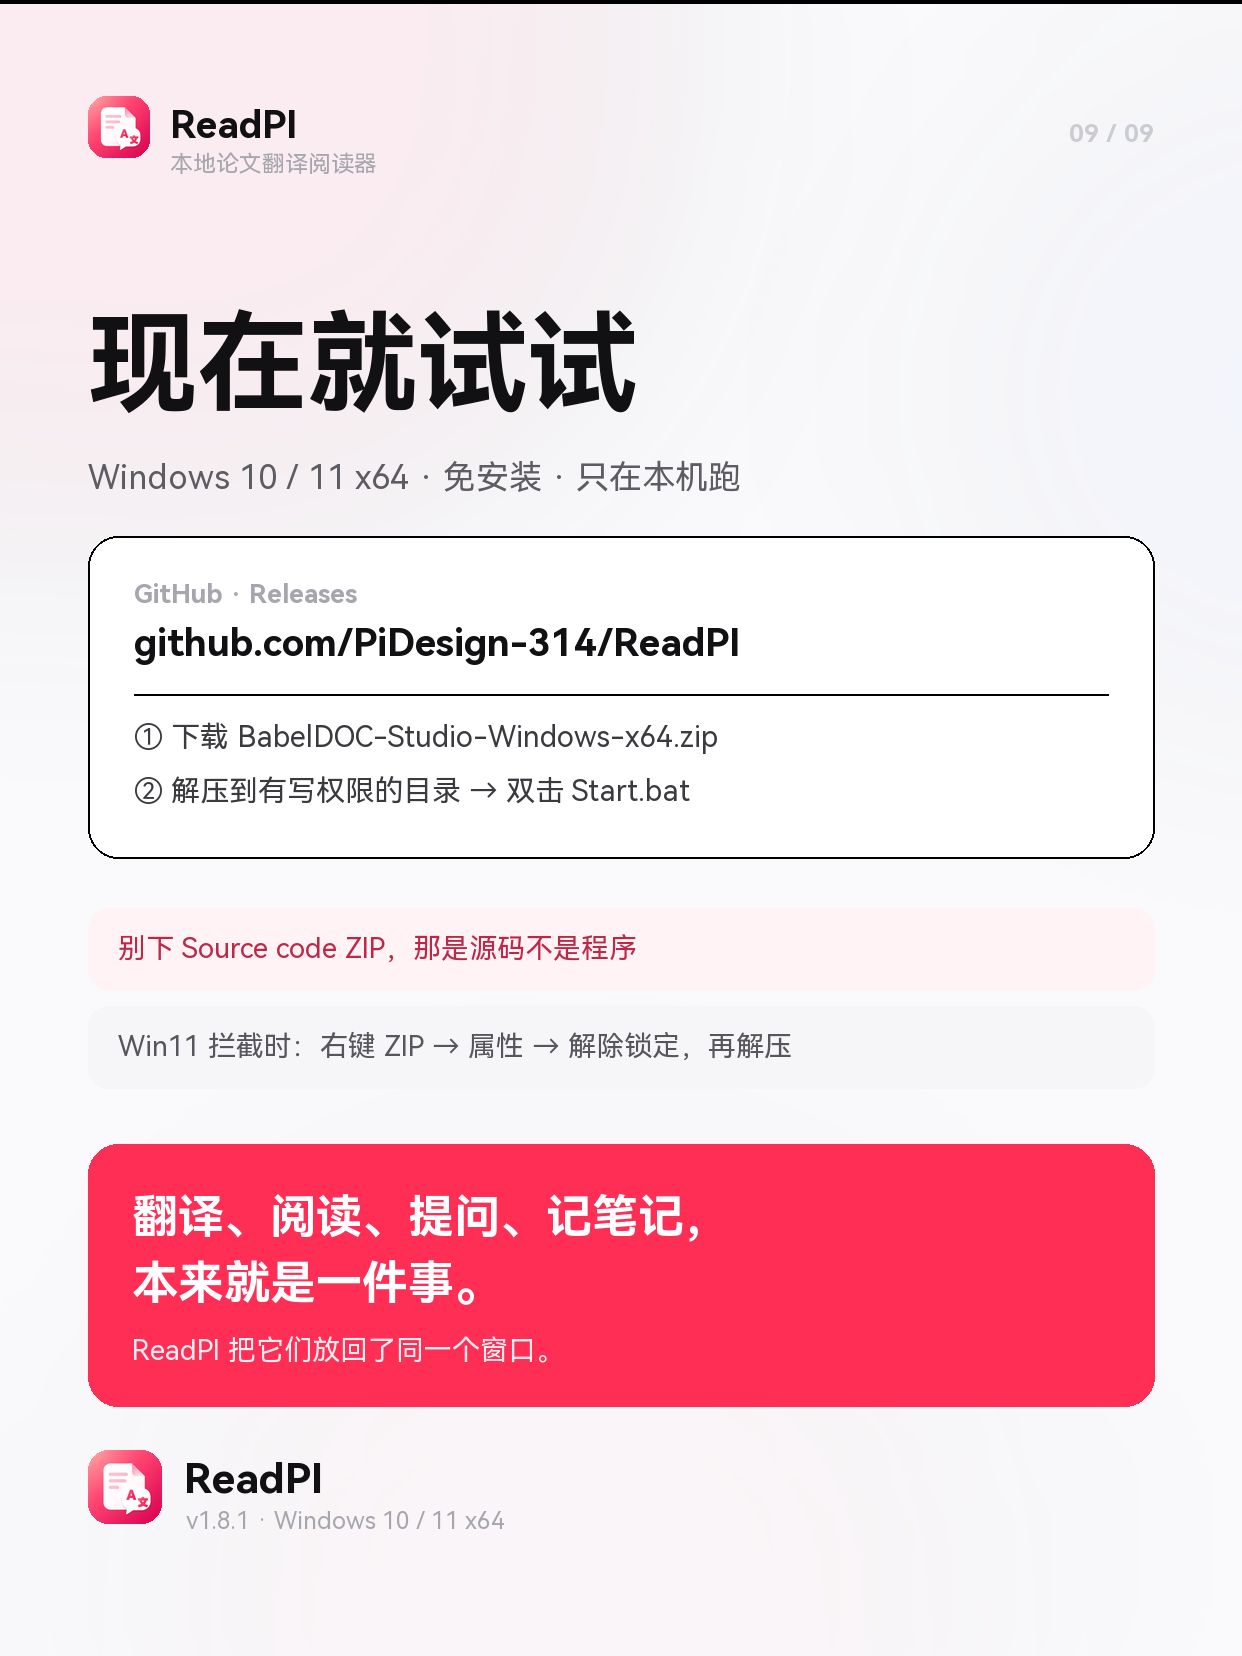 ReadPI
本地论文翻译阅读器
09 / 09
现在就试试
Windows 10 / 11 x64 · 免安装 · 只在本机跑
GitHub · Releases
github.com/PiDesign-314/ReadPI
① 下载 BabelDOC-Studio-Windows-x64.zip
② 解压到有写权限的目录 → 双击 Start.bat
别下 Source code ZIP，那是源码不是程序
Win11 拦截时：右键 ZIP → 属性 → 解除锁定，再解压
翻译、阅读、提问、记笔记，
本来就是一件事。
ReadPI 把它们放回了同一个窗口。
ReadPI
v1.8.1 · Windows 10 / 11 x64